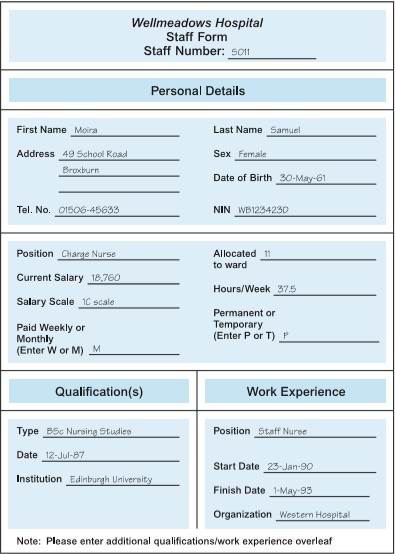 Wellmeadows Hospital
Staff Form
Staff Number: S011
Personal Details
First Name Moira
Last Name Samuel
Address 49 School Road
Broxburn
Sex Female
Date of Birth 30-May-61
Tel. No. 01506-45633
NIN WB123423D
Position Charge Nurse
Allocated to ward 11
Current Salary 18,760
Hours/Week 37.5
Salary Scale 1C scale
Paid Weekly or
Monthly
(Enter W or M) M
Permanent or
Temporary
(Enter P or T) P
Qualification(s)
Type BSc Nursing Studies
Date 12-Jul-87
Institution Edinburgh University
Work Experience
Position Staff Nurse
Start Date 23-Jan-90
Finish Date 1-May-93
Organization Western Hospital
Note: Please enter additional qualifications/work experience overleaf